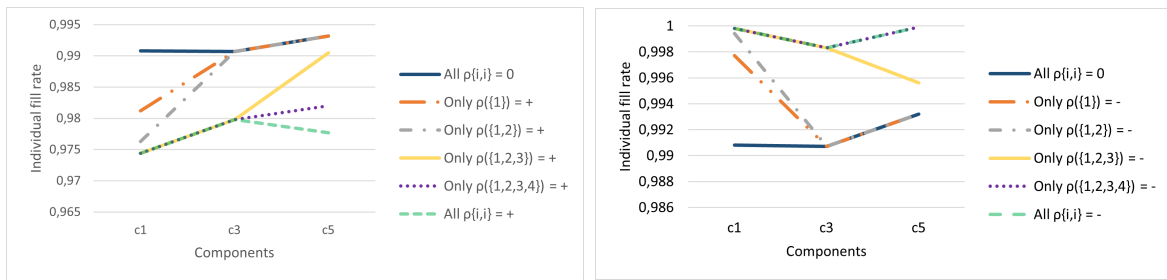 0,995
0,99
0,985
0,98
0,975
0,97
0,965
Individual fill rate
c1 c3 c5
Components
All ρ{i,i} = 0
Only ρ({1}) = +
Only ρ({1,2}) = +
Only ρ({1,2,3}) = +
Only ρ({1,2,3,4}) = +
All ρ{i,i} = +
1
0,998
0,996
0,994
0,992
0,99
0,988
0,986
Individual fill rate
c1 c3 c5
Components
All ρ{i,i} = 0
Only ρ({1}) = -
Only ρ({1,2}) = -
Only ρ({1,2,3}) = -
Only ρ({1,2,3,4}) = -
All ρ{i,i} = -